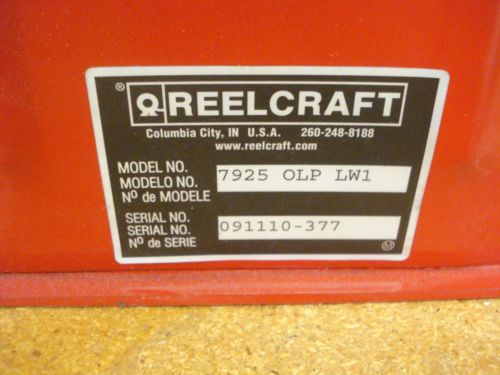 ® REELCRAFT
Columbia City, IN U.S.A. 260-248-8188
www.reelcraft.com
MODEL NO.
MODELO NO. 7925 OLP LW1
Nº de MODELE
SERIAL NO.
SERIAL NO. 091110-377
Nº de SERIE
M